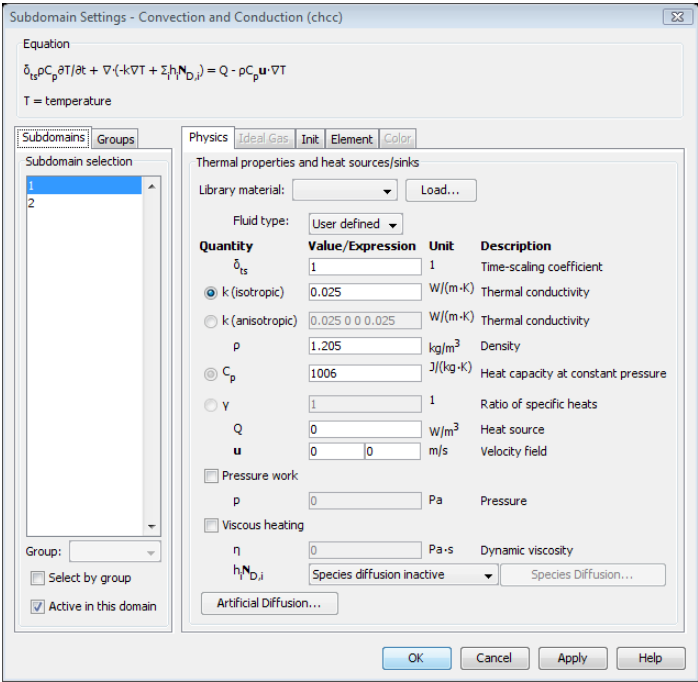 Subdomain Settings - Convection and Conduction (chcc)
Equation
δtsρCp∂T/∂t + ∇·(-k∇T + ΣihiND,i) = Q - ρCpu·∇T
T = temperature
Subdomains Groups
Subdomain selection
1
2
Group:
Select by group
Active in this domain
Physics Ideal Gas Init Element Color
Thermal properties and heat sources/sinks
Library material: Load...
Fluid type: User defined
Quantity Value/Expression Unit Description
δts 1 1 Time-scaling coefficient
k (isotropic) 0.025 W/(m·K) Thermal conductivity
k (anisotropic) 0.025 0 0 0.025 W/(m·K) Thermal conductivity
ρ 1.205 kg/m³ Density
Cp 1006 J/(kg·K) Heat capacity at constant pressure
γ 1 1 Ratio of specific heats
Q 0 W/m³ Heat source
u 0 0 m/s Velocity field
Pressure work
p 0 Pa Pressure
Viscous heating
η 0 Pa·s Dynamic viscosity
hiND,i Species diffusion inactive Species Diffusion...
Artificial Diffusion...
OK Cancel Apply Help